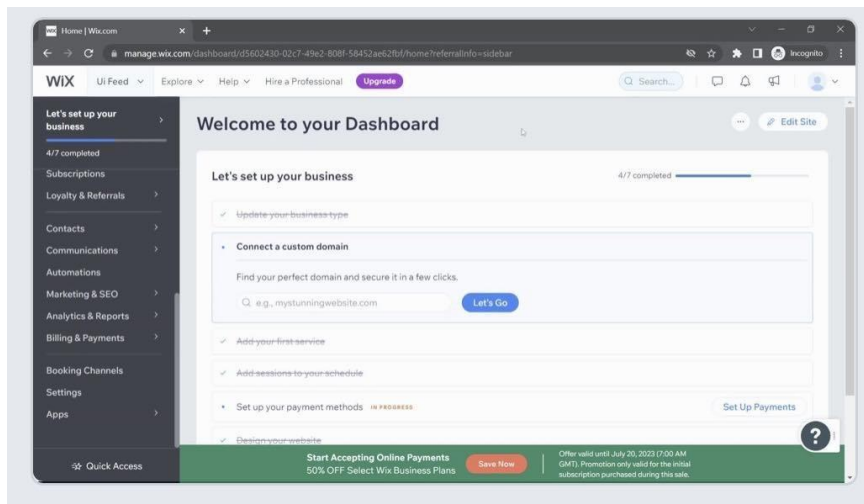 Home | Wix.com
manage.wix.com/dashboard/d5602430-02c7-49e2-808f-58452ae62fbf/home?referralInfo=sidebar
Incognito
WiX
Ui Feed
Explore
Help
Hire a Professional
Upgrade
Search...
Let's set up your
business
4/7 completed
Subscriptions
Loyalty & Referrals
Contacts
Communications
Automations
Marketing & SEO
Analytics & Reports
Billing & Payments
Booking Channels
Settings
Apps
Quick Access
Welcome to your Dashboard
Edit Site
Let's set up your business
4/7 completed
Update your business type
Connect a custom domain
Find your perfect domain and secure it in a few clicks.
e.g., mystunningwebsite.com
Let's Go
Add your first service
Add sessions to your schedule
Set up your payment methods IN PROGRESS
Set Up Payments
Design your website
?
Start Accepting Online Payments
50% OFF Select Wix Business Plans
Save Now
Offer valid until July 20, 2023 (7:00 AM
GMT). Promotion only valid for the initial
subscription purchased during this sale.